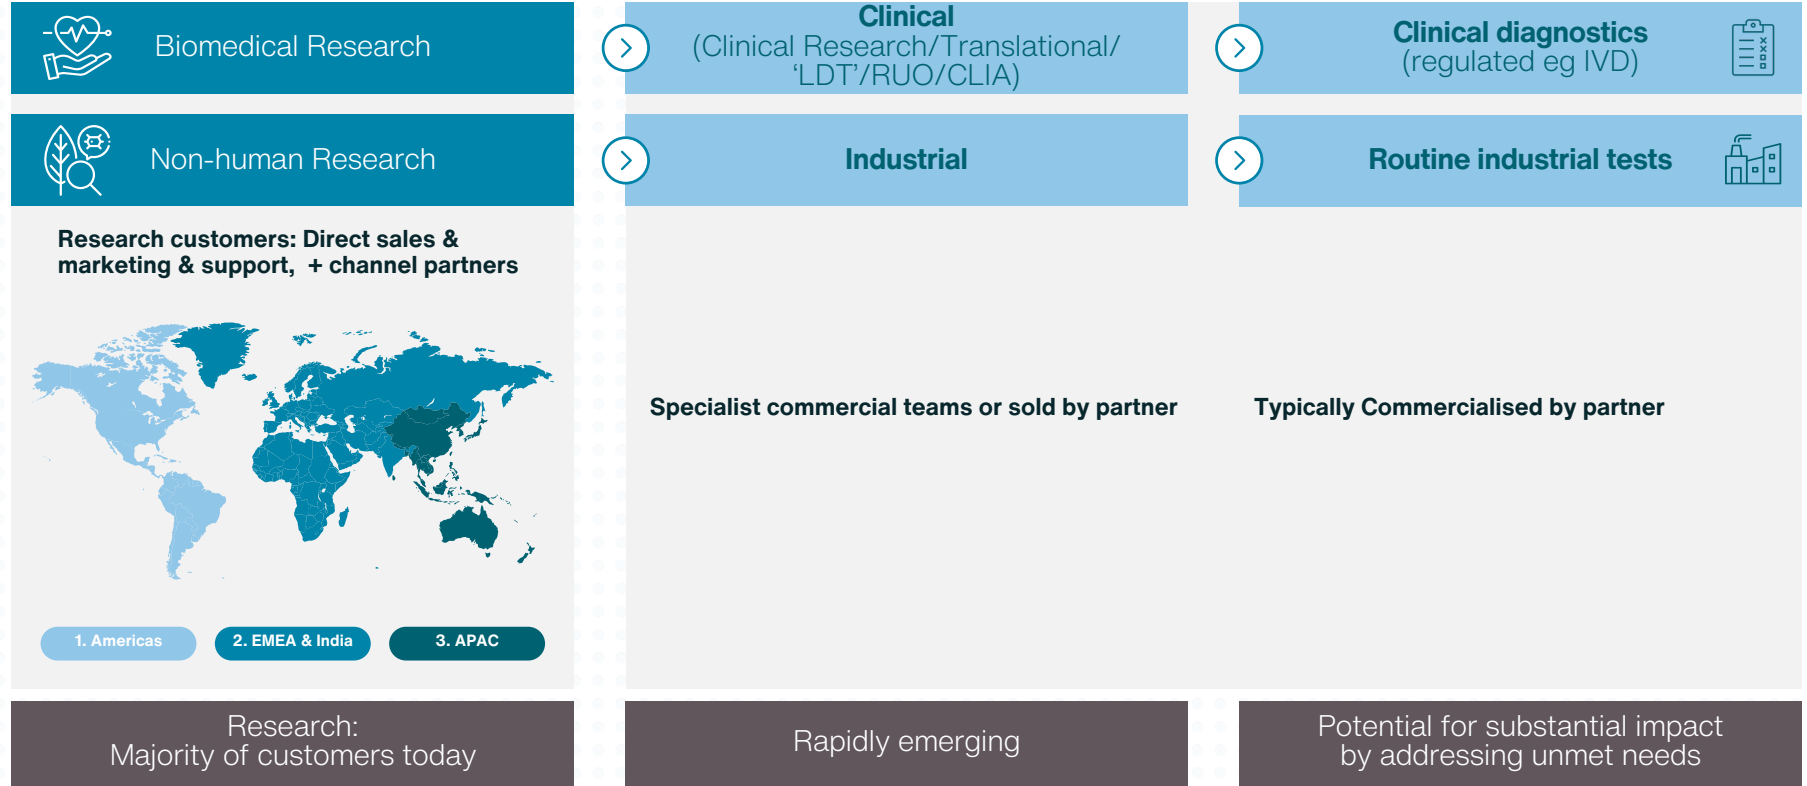 Biomedical Research
Clinical
(Clinical Research/Translational/
‘LDT’/RUO/CLIA)
Clinical diagnostics
(regulated eg IVD)
Non-human Research
Industrial
Routine industrial tests
Research customers: Direct sales &
marketing & support, + channel partners
Specialist commercial teams or sold by partner
Typically Commercialised by partner
1. Americas
2. EMEA & India
3. APAC
Research:
Majority of customers today
Rapidly emerging
Potential for substantial impact
by addressing unmet needs